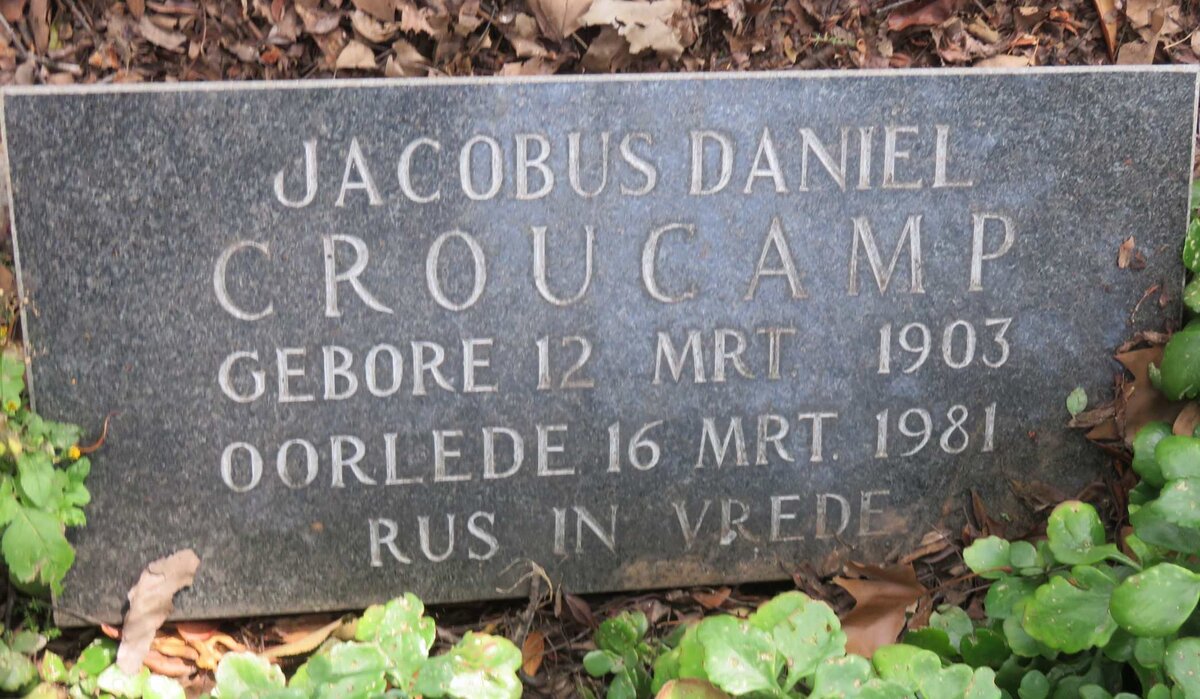 JACOBUS DANIEL
CROUCAMP
GEBORE 12 MRT. 1903
OORLEDE 16 MRT. 1981
RUS IN VREDE